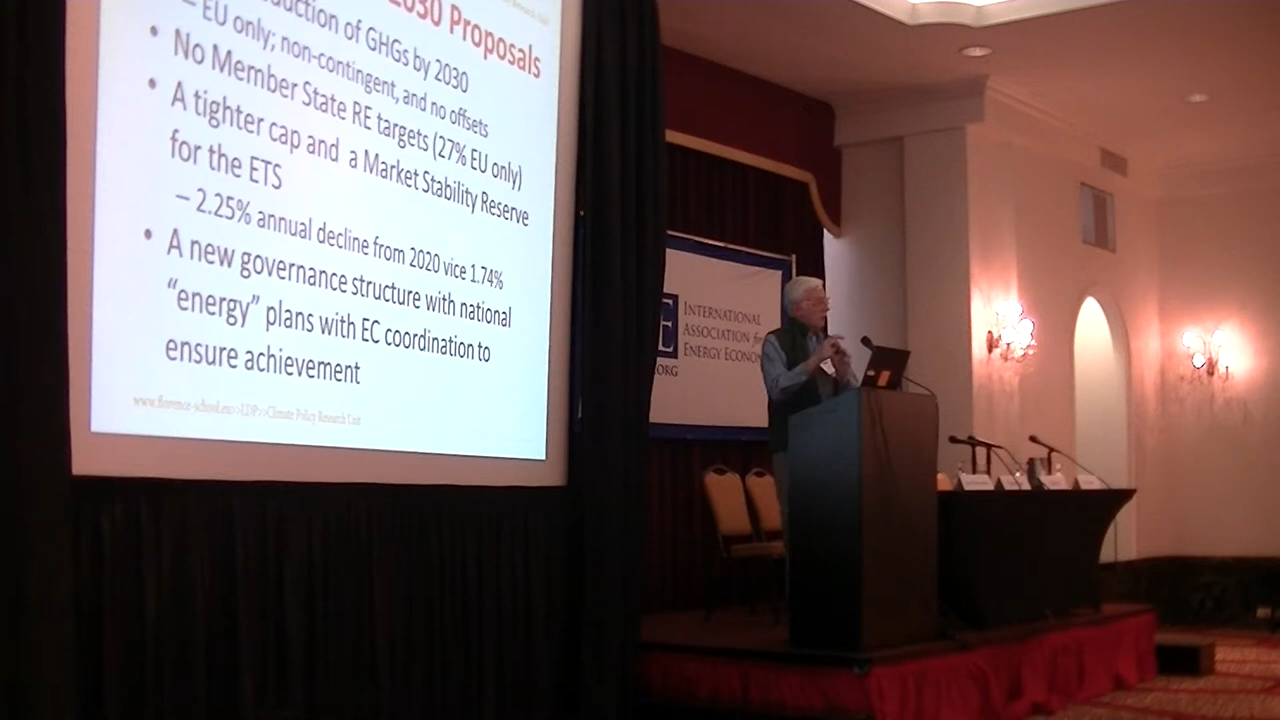 2030 Proposals
duction of GHGs by 2030
– EU only; non-contingent, and no offsets
• No Member State RE targets (27% EU only)
• A tighter cap and a Market Stability Reserve
for the ETS
– 2.25% annual decline from 2020 vice 1.74%
• A new governance structure with national
“energy” plans with EC coordination to
ensure achievement
www.florence-school.eu>>LDP>>Climate Policy Research Unit
E
INTERNATIONAL
ASSOCIATION for
ENERGY ECONO
.ORG